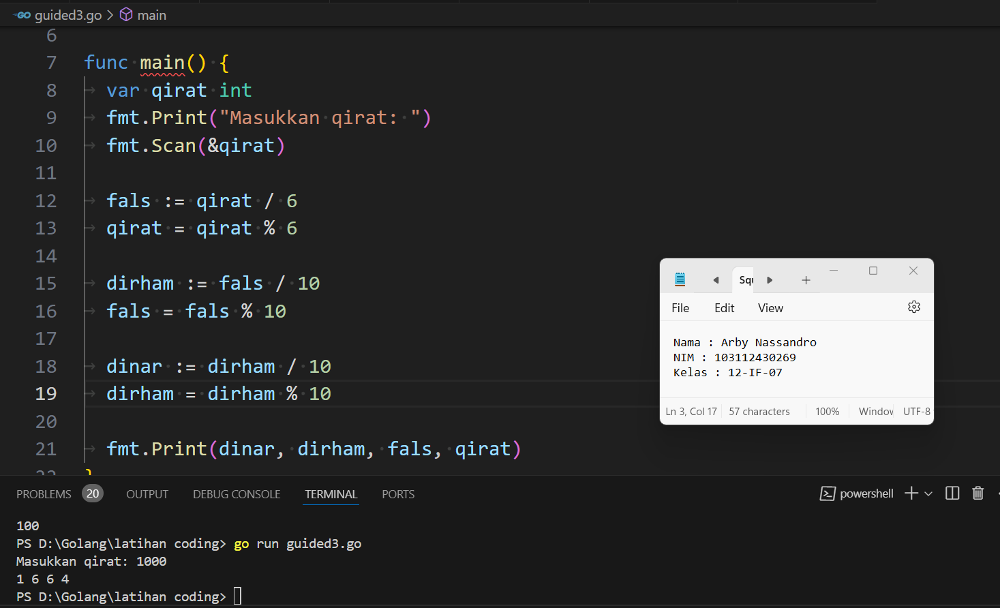 GO guided3.go > main
6
7 func main() {
8 var qirat int
9 fmt.Print("Masukkan qirat: ")
10 fmt.Scan(&qirat)
11
12 fals := qirat / 6
13 qirat = qirat % 6
14
15 dirham := fals / 10
16 fals = fals % 10
17
18 dinar := dirham / 10
19 dirham = dirham % 10
20
21 fmt.Print(dinar, dirham, fals, qirat)
22 }
Squ
File Edit View
Nama : Arby Nassandro
NIM : 103112430269
Kelas : 12-IF-07
Ln 3, Col 17 57 characters 100% Window UTF-8
PROBLEMS 20 OUTPUT DEBUG CONSOLE TERMINAL PORTS powershell
100
PS D:\Golang\latihan coding> go run guided3.go
Masukkan qirat: 1000
1 6 6 4
PS D:\Golang\latihan coding>